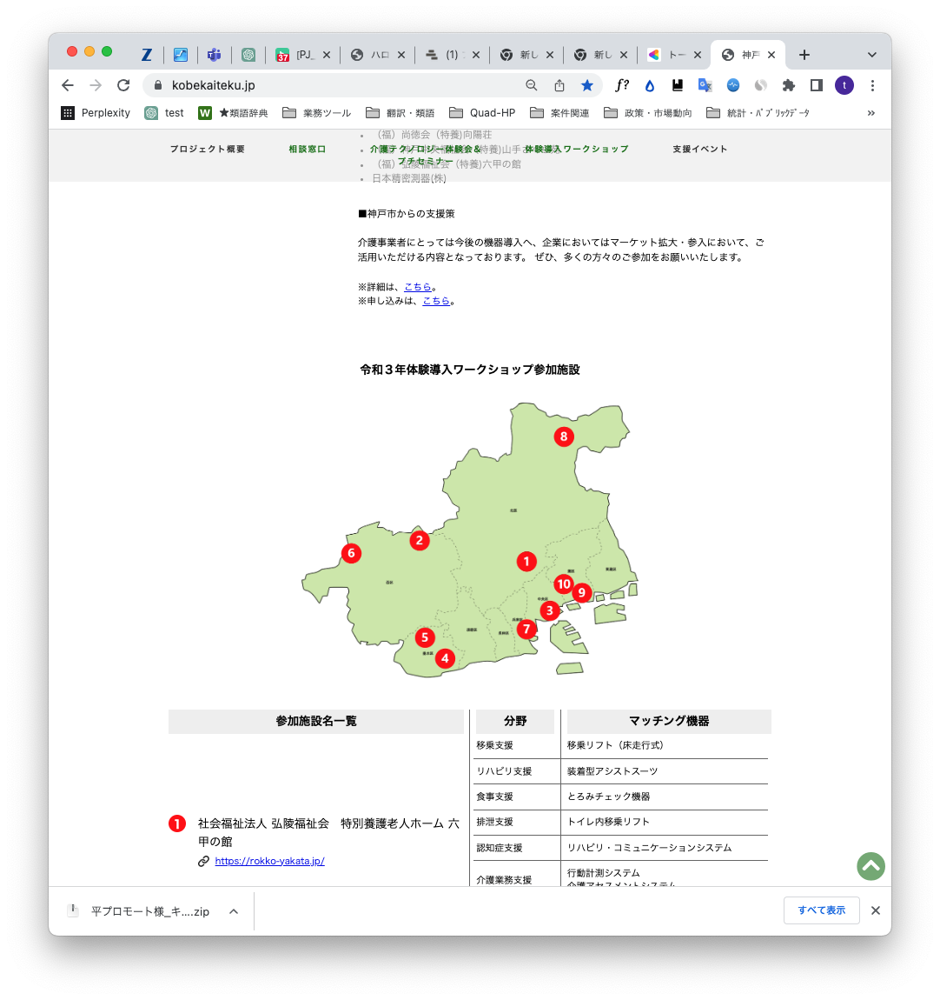 Z
37
[PJ_
ハロ
(1)
新し
新し
トー
神戸
kobekaiteku.jp
f?
t
Perplexity
test
W
★類語辞典
業務ツール
翻訳・類語
Quad-HP
案件関連
政策・市場動向
統計・ﾊﾟﾌﾞﾘｯｸﾃﾞｰﾀ
»
プロジェクト概要
相談窓口
介護テクノロジー体験会&
プチセミナー
体験導入ワークショップ
支援イベント
(福）尚徳会（特養)向陽荘
(福）弘陵福祉会（特養)六甲の館
日本精密測器(株)
■神戸市からの支援策
介護事業者にとっては今後の機器導入へ、企業においてはマーケット拡大・参入において、ご
活用いただける内容となっております。 ぜひ、多くの方々のご参加をお願いいたします。
※詳細は、こちら。
※申し込みは、こちら。
令和３年体験導入ワークショップ参加施設
8
北区
2
6
1
西区
灘区
東灘区
10
9
中央区
3
兵庫区
7
須磨区
長田区
5
垂水区
4
参加施設名一覧
分野
マッチング機器
移乗支援
移乗リフト（床走行式）
リハビリ支援
装着型アシストスーツ
食事支援
とろみチェック機器
排泄支援
トイレ内移乗リフト
認知症支援
リハビリ・コミュニケーションシステム
介護業務支援
行動計測システム
介護アセスメントシステム
1
社会福祉法人 弘陵福祉会　特別養護老人ホーム 六
甲の館
https://rokko-yakata.jp/
平プロモート様_キ....zip
すべて表示